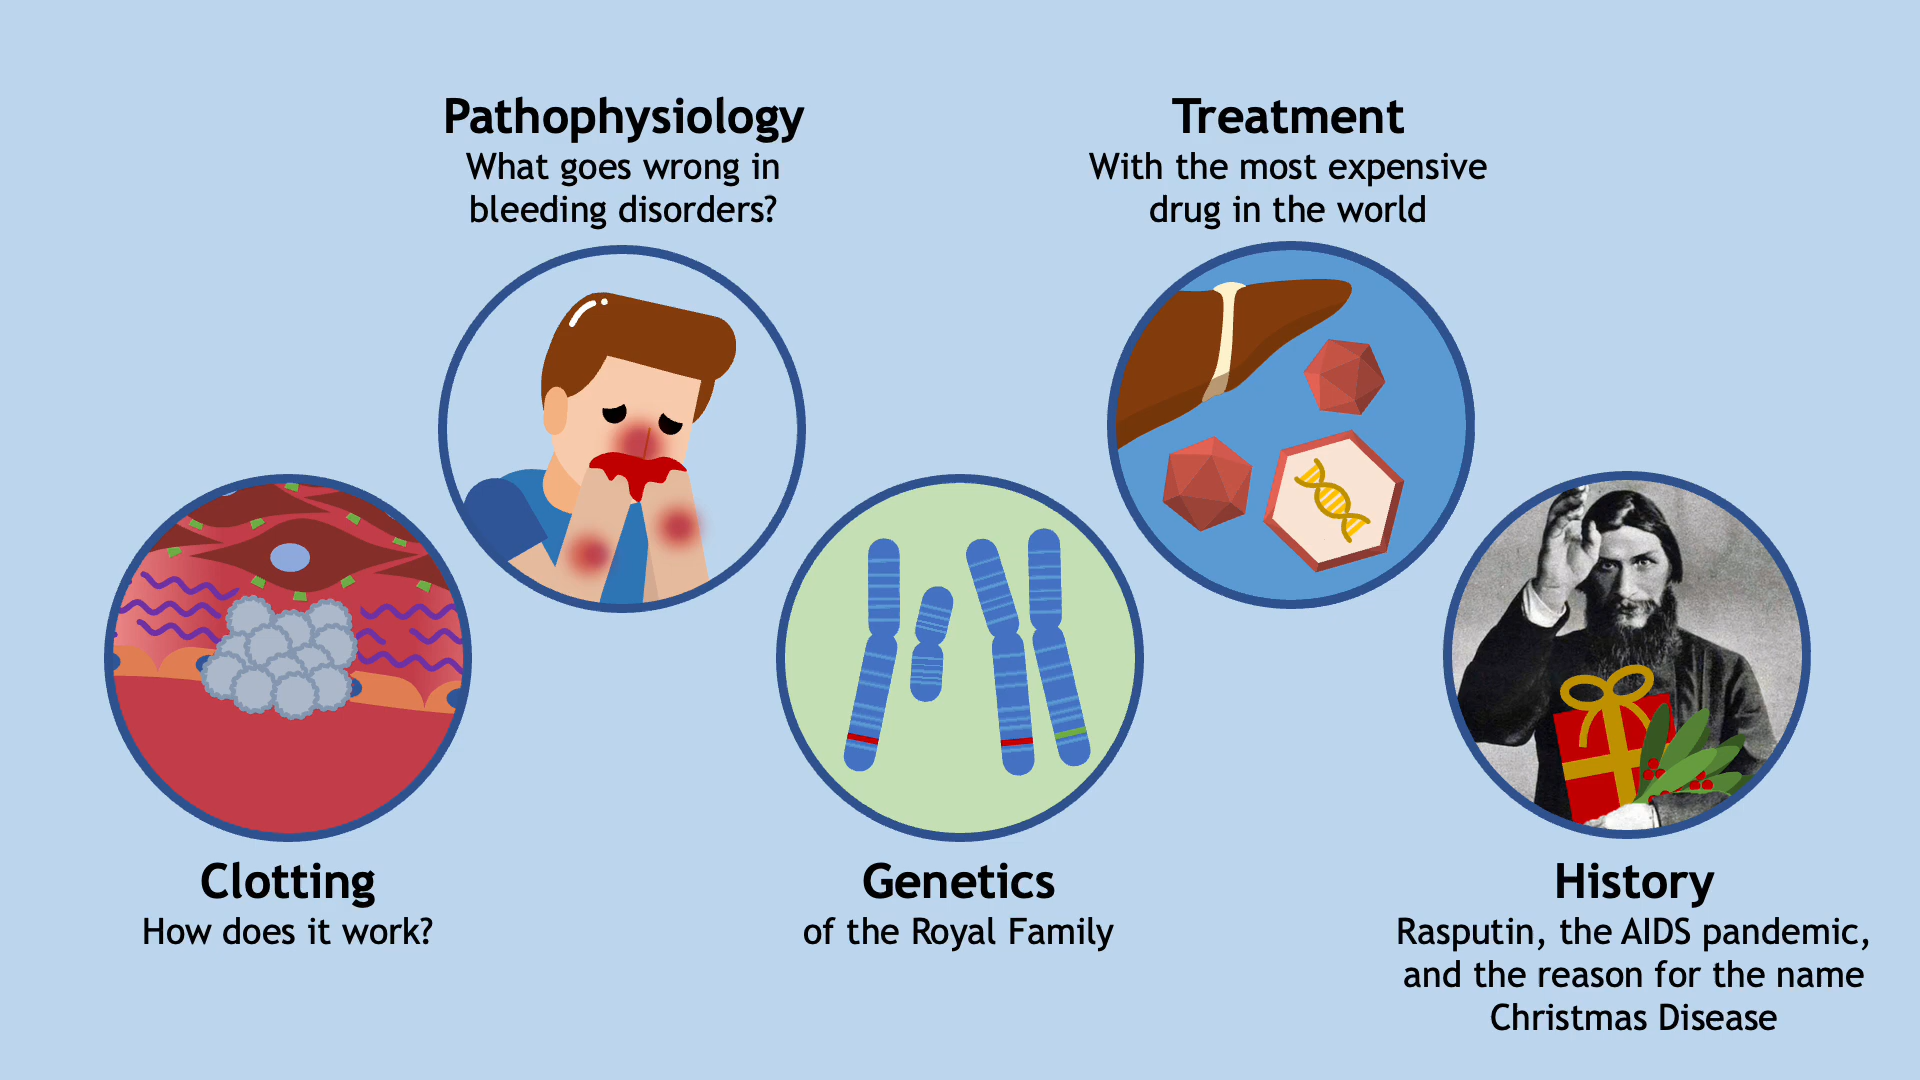 Pathophysiology
What goes wrong in
bleeding disorders?
Treatment
With the most expensive
drug in the world
Clotting
How does it work?
Genetics
of the Royal Family
History
Rasputin, the AIDS pandemic,
and the reason for the name
Christmas Disease